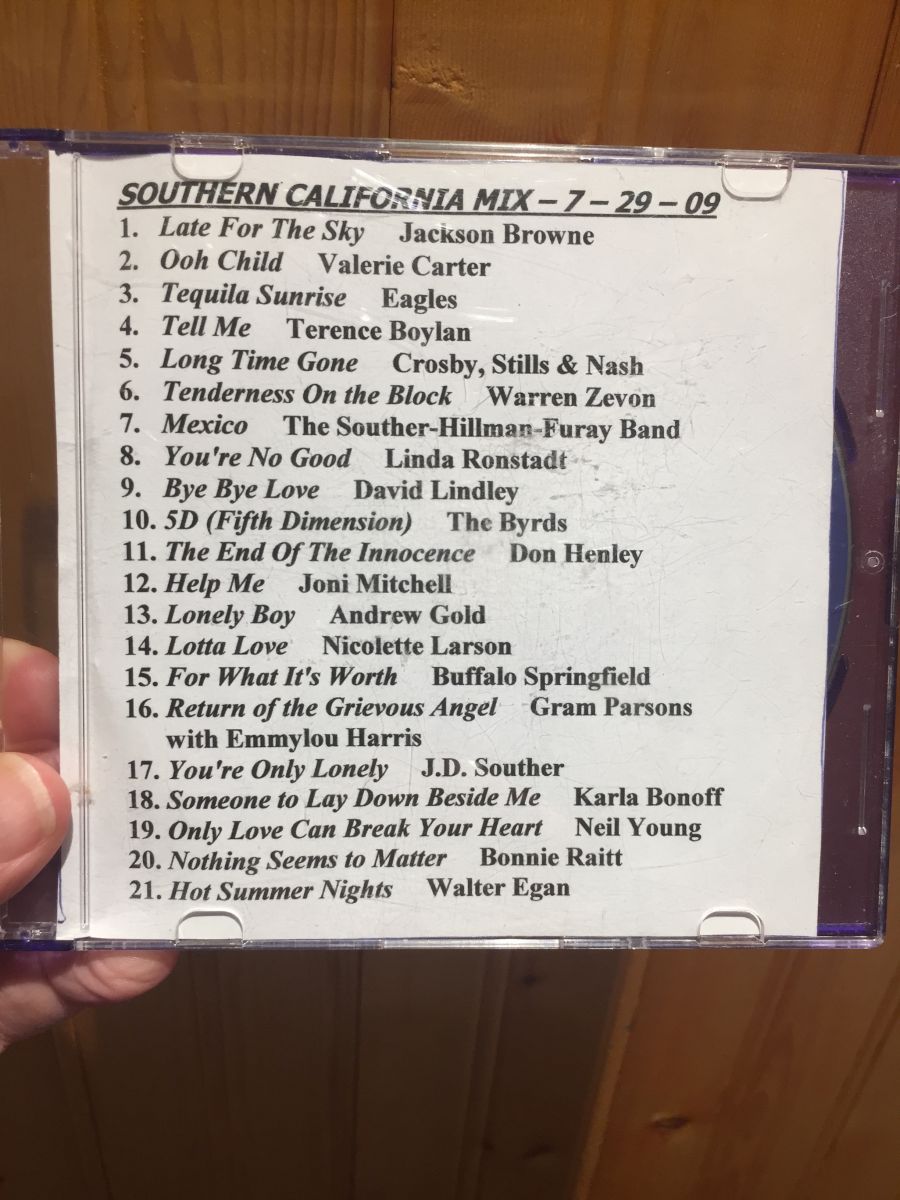 SOUTHERN CALIFORNIA MIX – 7 – 29 – 09
1. Late For The Sky Jackson Browne
2. Ooh Child Valerie Carter
3. Tequila Sunrise Eagles
4. Tell Me Terence Boylan
5. Long Time Gone Crosby, Stills & Nash
6. Tenderness On the Block Warren Zevon
7. Mexico The Souther-Hillman-Furay Band
8. You're No Good Linda Ronstadt
9. Bye Bye Love David Lindley
10. 5D (Fifth Dimension) The Byrds
11. The End Of The Innocence Don Henley
12. Help Me Joni Mitchell
13. Lonely Boy Andrew Gold
14. Lotta Love Nicolette Larson
15. For What It's Worth Buffalo Springfield
16. Return of the Grievous Angel Gram Parsons
with Emmylou Harris
17. You're Only Lonely J.D. Souther
18. Someone to Lay Down Beside Me Karla Bonoff
19. Only Love Can Break Your Heart Neil Young
20. Nothing Seems to Matter Bonnie Raitt
21. Hot Summer Nights Walter Egan